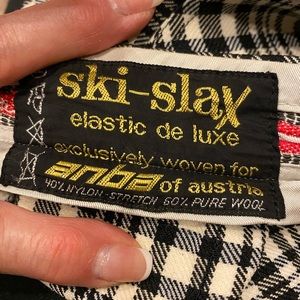 ski-slax
elastic de luxe
exclusively woven for
anba of austria
40% NYLON-STRETCH 60% PURE WOOL